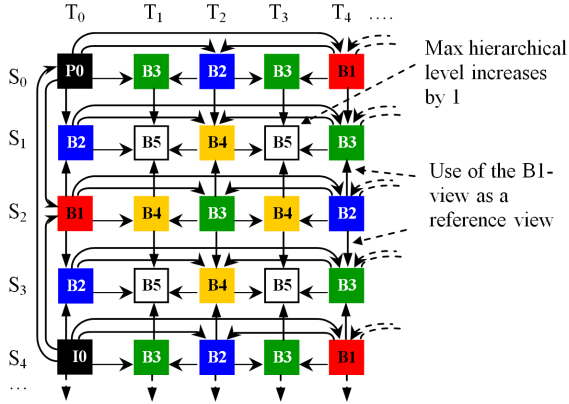 T0 T1 T2 T3 T4 ....
S0 P0 B3 B2 B3 B1
Max hierarchical
level increases
by 1
S1 B2 B5 B4 B5 B3
Use of the B1-
view as a
reference view
S2 B1 B4 B3 B4 B2
S3 B2 B5 B4 B5 B3
S4 I0 B3 B2 B3 B1
...